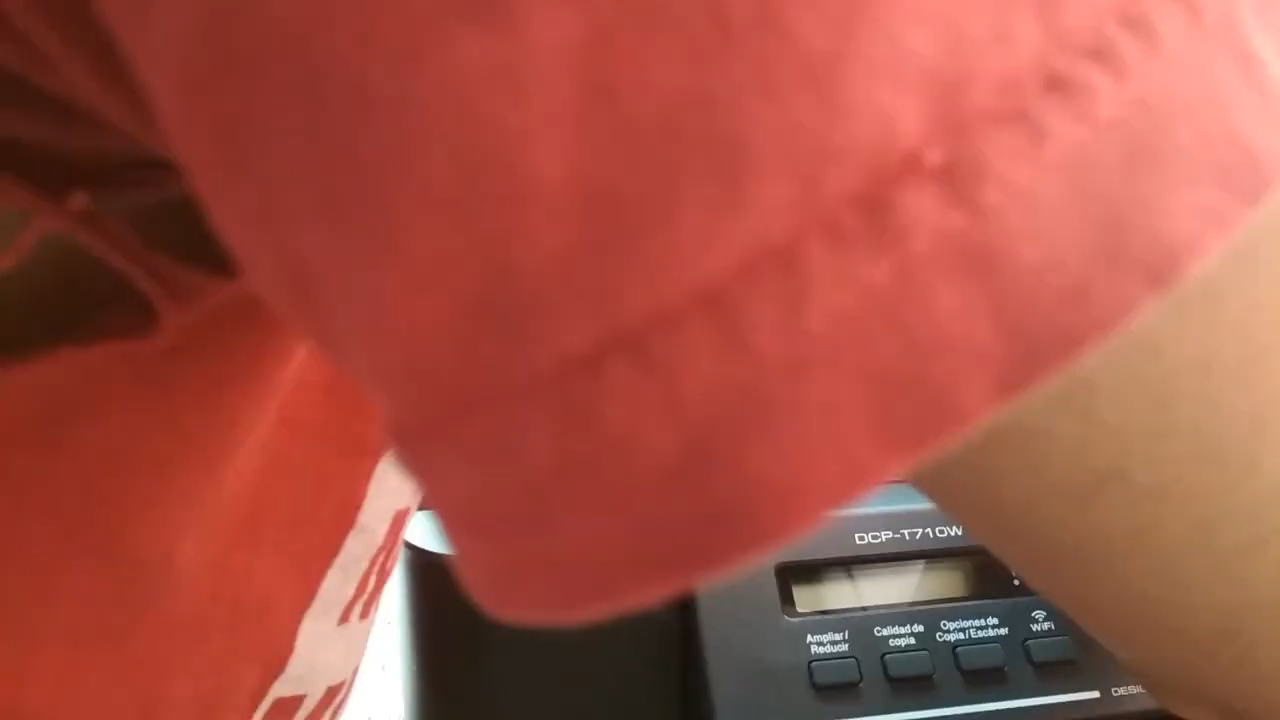 DCP-T710W
Ampliar/
Reducir
Calidad de
copia
Opciones de
Copia/Escáner
WiFi